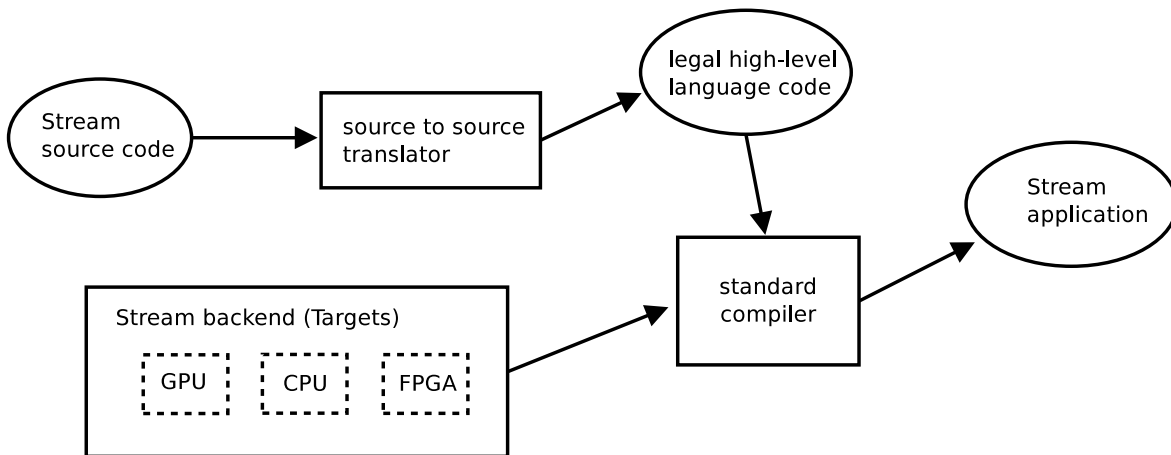 Stream
source code
source to source
translator
legal high-level
language code
Stream
application
standard
compiler
Stream backend (Targets)
GPU
CPU
FPGA